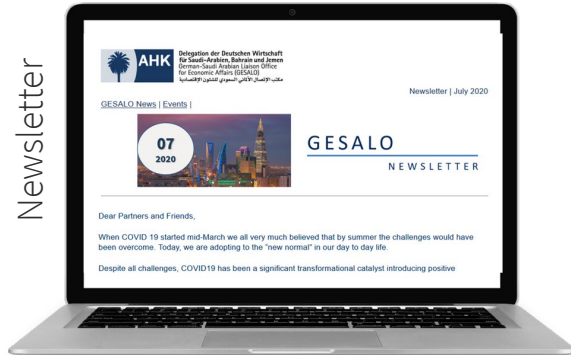 Newsletter
AHK
Delegation der Deutschen Wirtschaft
für Saudi-Arabien, Bahrain und Jemen
German-Saudi Arabian Liaison Office
for Economic Affairs (GESALO)
مكتب الإتصال الألماني السعودي للشئون الإقتصادية
Newsletter | July 2020
GESALO News | Events |
07
2020
GESALO
NEWSLETTER
Dear Partners and Friends,
When COVID 19 started mid-March we all very much believed that by summer the challenges would have
been overcome. Today, we are adopting to the "new normal" in our day to day life.
Despite all challenges, COVID19 has been a significant transformational catalyst introducing positive